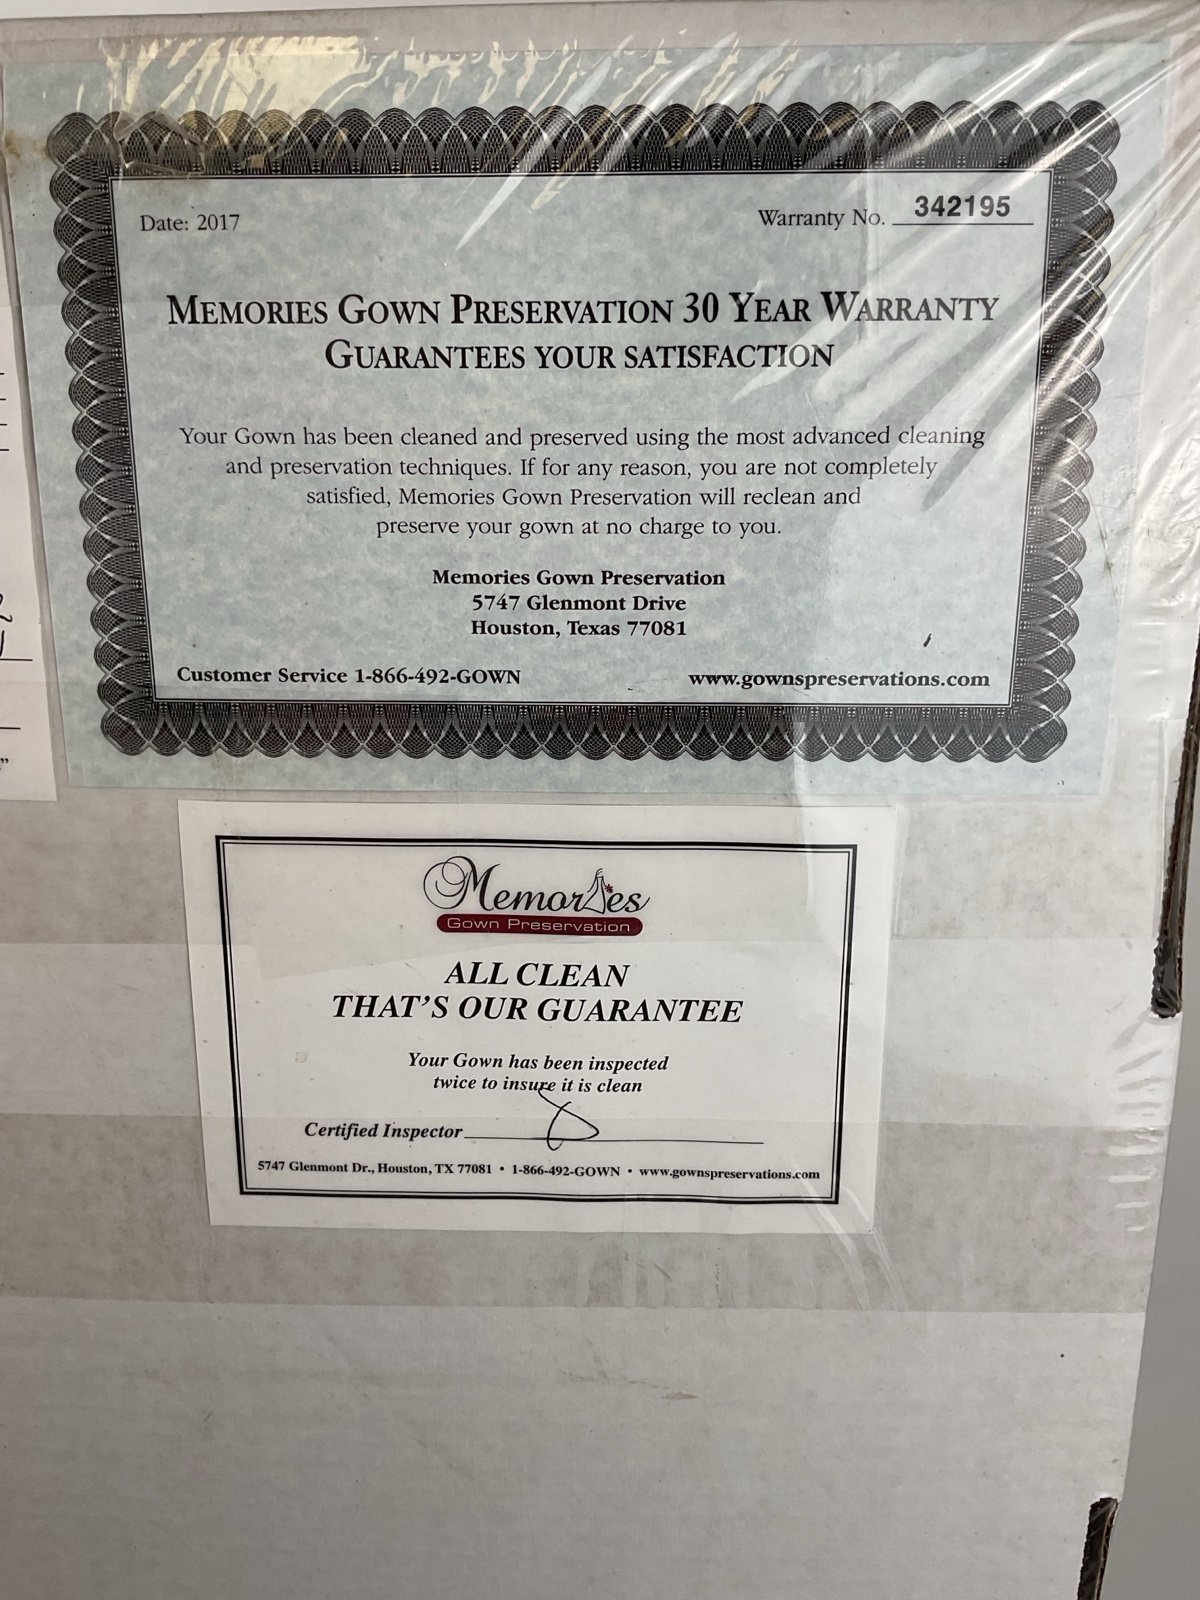 Date: 2017
Warranty No. 342195
MEMORIES GOWN PRESERVATION 30 YEAR WARRANTY
GUARANTEES YOUR SATISFACTION
Your Gown has been cleaned and preserved using the most advanced cleaning
and preservation techniques. If for any reason, you are not completely
satisfied, Memories Gown Preservation will reclean and
preserve your gown at no charge to you.
Memories Gown Preservation
5747 Glenmont Drive
Houston, Texas 77081
Customer Service 1-866-492-GOWN
www.gownspreservations.com
Memories
Gown Preservation
ALL CLEAN
THAT'S OUR GUARANTEE
Your Gown has been inspected
twice to insure it is clean
Certified Inspector
5747 Glenmont Dr., Houston, TX 77081 • 1-866-492-GOWN • www.gownspreservations.com